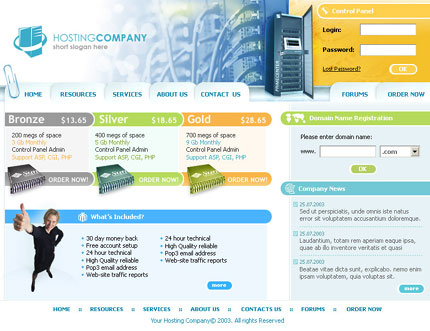 HOSTINGCOMPANY
short slogan here
Control Panel
Login:
Password:
Lost Password?
OK
HOME
RESOURCES
SERVICES
ABOUT US
CONTACT US
FORUMS
ORDER NOW
Bronze $13.65
Silver $18.65
Gold $28.65
200 megs of space
3 Gb Monthly
Control Panel Admin
Support ASP, CGI, PHP
400 megs of space
5 Gb Monthly
Control Panel Admin
Support ASP, CGI, PHP
700 megs of space
9 Gb Monthly
Control Panel Admin
Support ASP, CGI, PHP
ORDER NOW!
ORDER NOW!
ORDER NOW!
Domain Name Registration
Please enter domain name:
www.
.com
OK
What's Included?
30 day money back
Free account setup
24 hour technical
High Quality reliable
Pop3 email address
Web-site traffic reports
24 hour technical
High Quality reliable
Pop3 email address
Web-site traffic reports
more
Company News
25.07.2003
Sed ut perspiciatis, unde omnis iste natus
error sit voluptatem accusantium doloremque.
25.07.2003
Laudantium, totam rem aperiam eaque ipsa,
quae ab illo inventore veritatis et quasi
25.07.2003
Beatae vitae dicta sunt, explicabo. nemo enim
ipsam voluptatem, quia voluptas sit.
more
HOME
RESOURCES
SERVICES
ABOUT US
CONTACTS US
FORUMS
ORDER NOW
Your Hosting Company© 2003. All rights Reserved